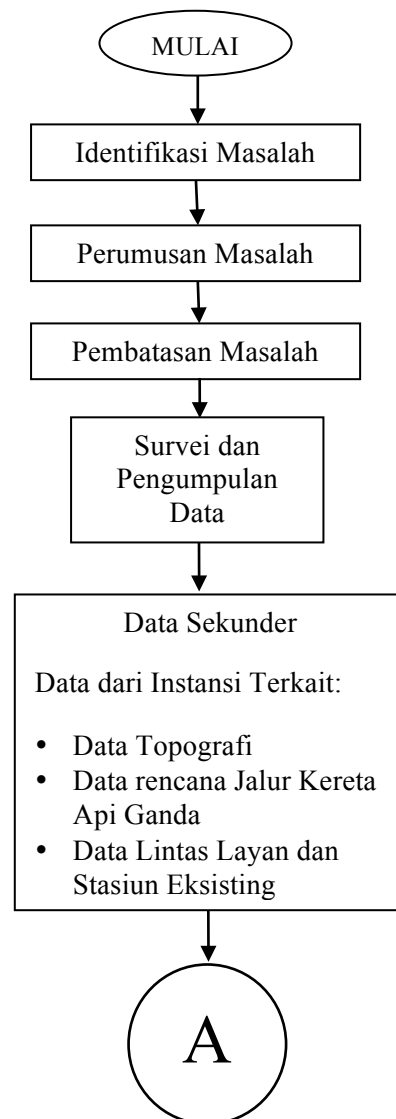 MULAI
Identifikasi Masalah
Perumusan Masalah
Pembatasan Masalah
Survei dan
Pengumpulan
Data
Data Sekunder
Data dari Instansi Terkait:
• Data Topografi
• Data rencana Jalur Kereta
Api Ganda
• Data Lintas Layan dan
Stasiun Eksisting
A